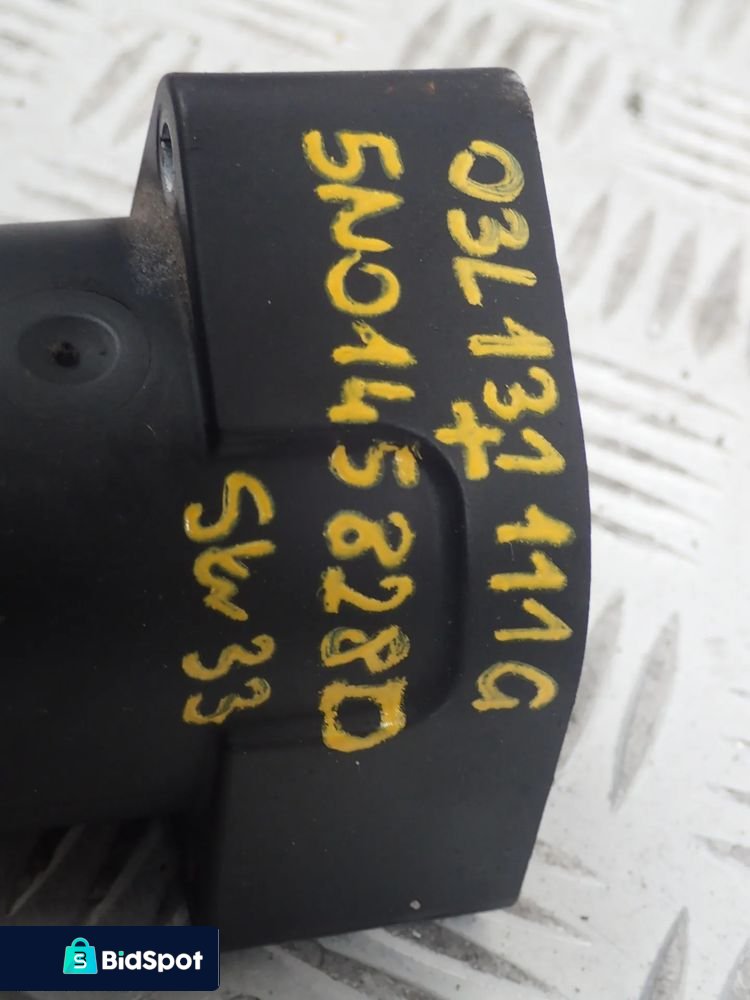 03L131111G
+
5N0145828D
SW33
BidSpot